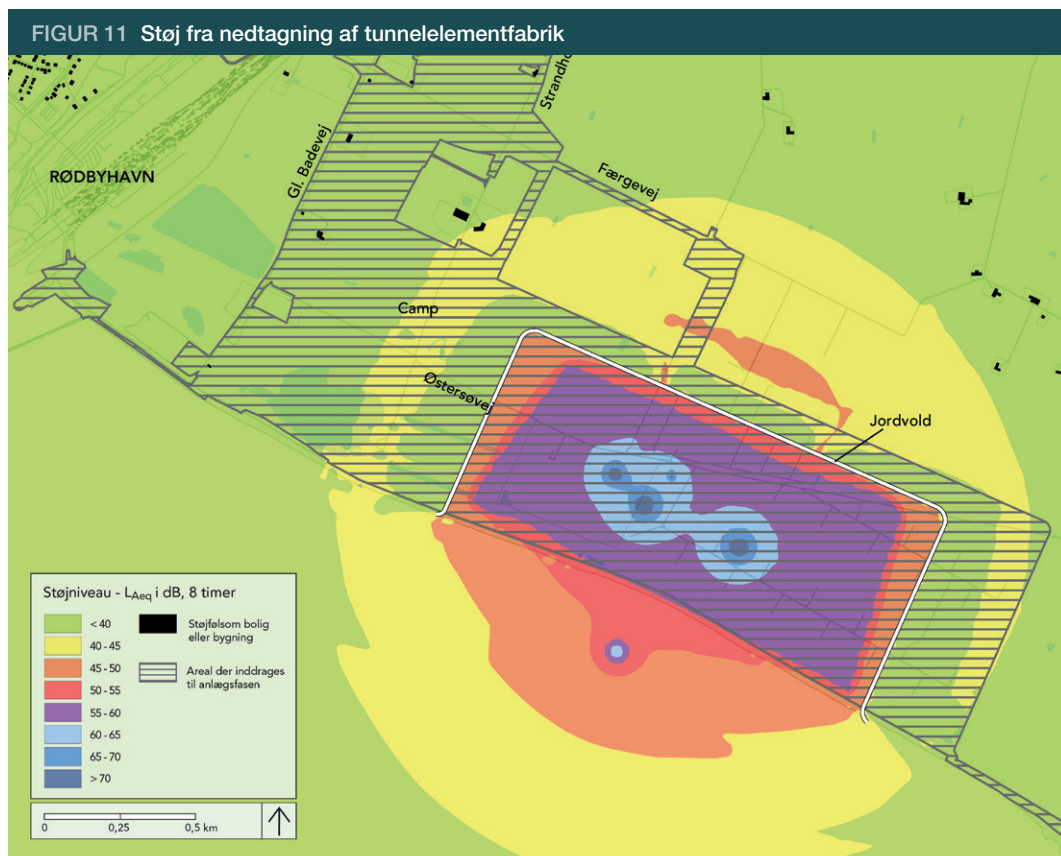 FIGUR 11 Støj fra nedtagning af tunnelelementfabrik
Strandho
Gl. Badevej
RØDBYHAVN
Færgevej
Camp
Østersøvej
Jordvold
Støjniveau - LAeq i dB, 8 timer
< 40
40 - 45
45 - 50
50 - 55
55 - 60
60 - 65
65 - 70
> 70
Støjfølsom bolig
eller bygning
Areal der inddrages
til anlægsfasen
0 0,25 0,5 km